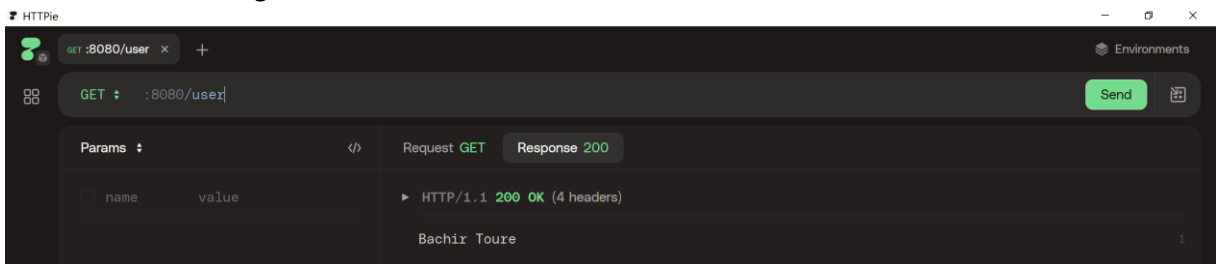 HTTPie
GET :8080/user × +
Environments
GET :8080/user
Send
Params </>
Request GET Response 200
name value
HTTP/1.1 200 OK (4 headers)
Bachir Toure 1